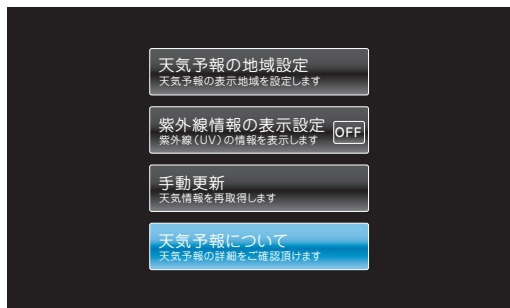 天気予報の地域設定
天気予報の表示地域を設定します
紫外線情報の表示設定 OFF
紫外線(UV)の情報を表示します
手動更新
天気情報を再取得します
天気予報について
天気予報の詳細をご確認頂けます